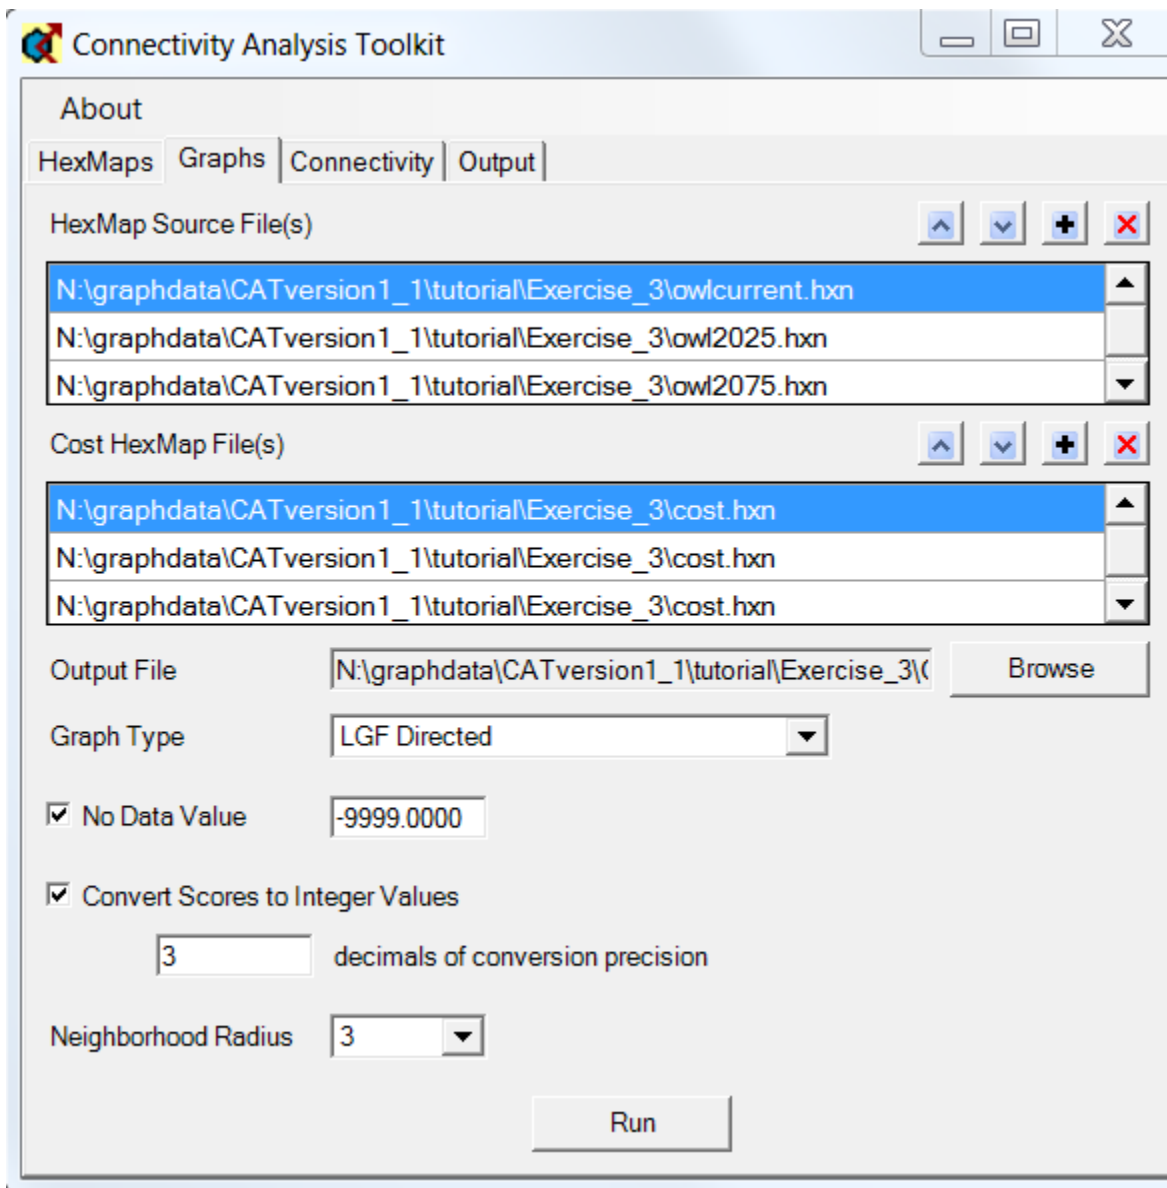 Connectivity Analysis Toolkit
About
HexMaps Graphs Connectivity Output
HexMap Source File(s)
N:\graphdata\CATversion1_1\tutorial\Exercise_3\owlcurrent.hxn
N:\graphdata\CATversion1_1\tutorial\Exercise_3\owl2025.hxn
N:\graphdata\CATversion1_1\tutorial\Exercise_3\owl2075.hxn
Cost HexMap File(s)
N:\graphdata\CATversion1_1\tutorial\Exercise_3\cost.hxn
N:\graphdata\CATversion1_1\tutorial\Exercise_3\cost.hxn
N:\graphdata\CATversion1_1\tutorial\Exercise_3\cost.hxn
Output File N:\graphdata\CATversion1_1\tutorial\Exercise_3\ Browse
Graph Type LGF Directed
No Data Value -9999.0000
Convert Scores to Integer Values
3 decimals of conversion precision
Neighborhood Radius 3
Run